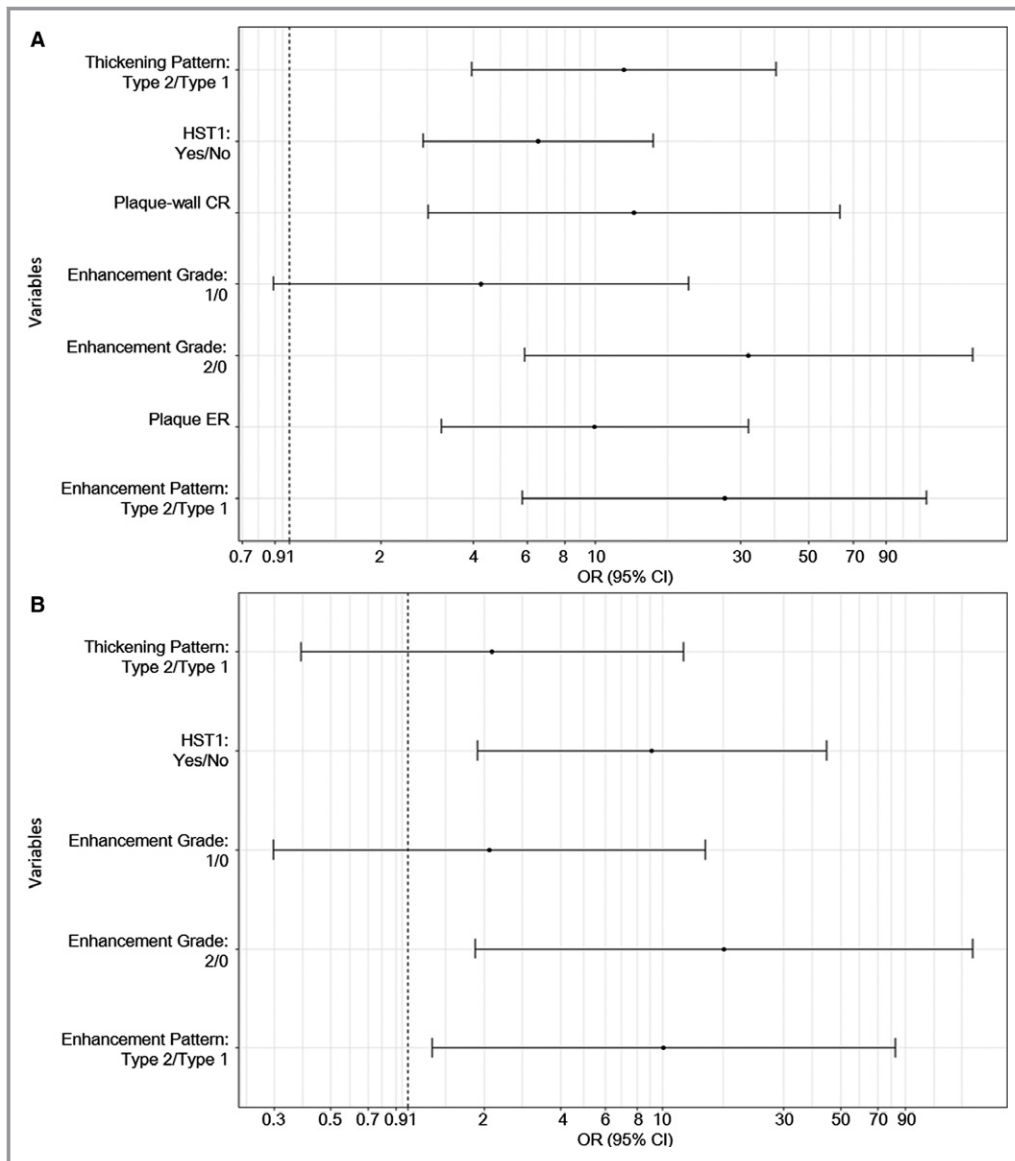 A
Thickening Pattern:
Type 2/Type 1
HST1:
Yes/No
Plaque-wall CR
Enhancement Grade:
1/0
Enhancement Grade:
2/0
Plaque ER
Enhancement Pattern:
Type 2/Type 1
Variables
0.7 0.91 2 4 6 8 10 30 50 70 90
OR (95% CI)
B
Thickening Pattern:
Type 2/Type 1
HST1:
Yes/No
Enhancement Grade:
1/0
Enhancement Grade:
2/0
Enhancement Pattern:
Type 2/Type 1
Variables
0.3 0.5 0.7 0.91 2 4 6 8 10 30 50 70 90
OR (95% CI)